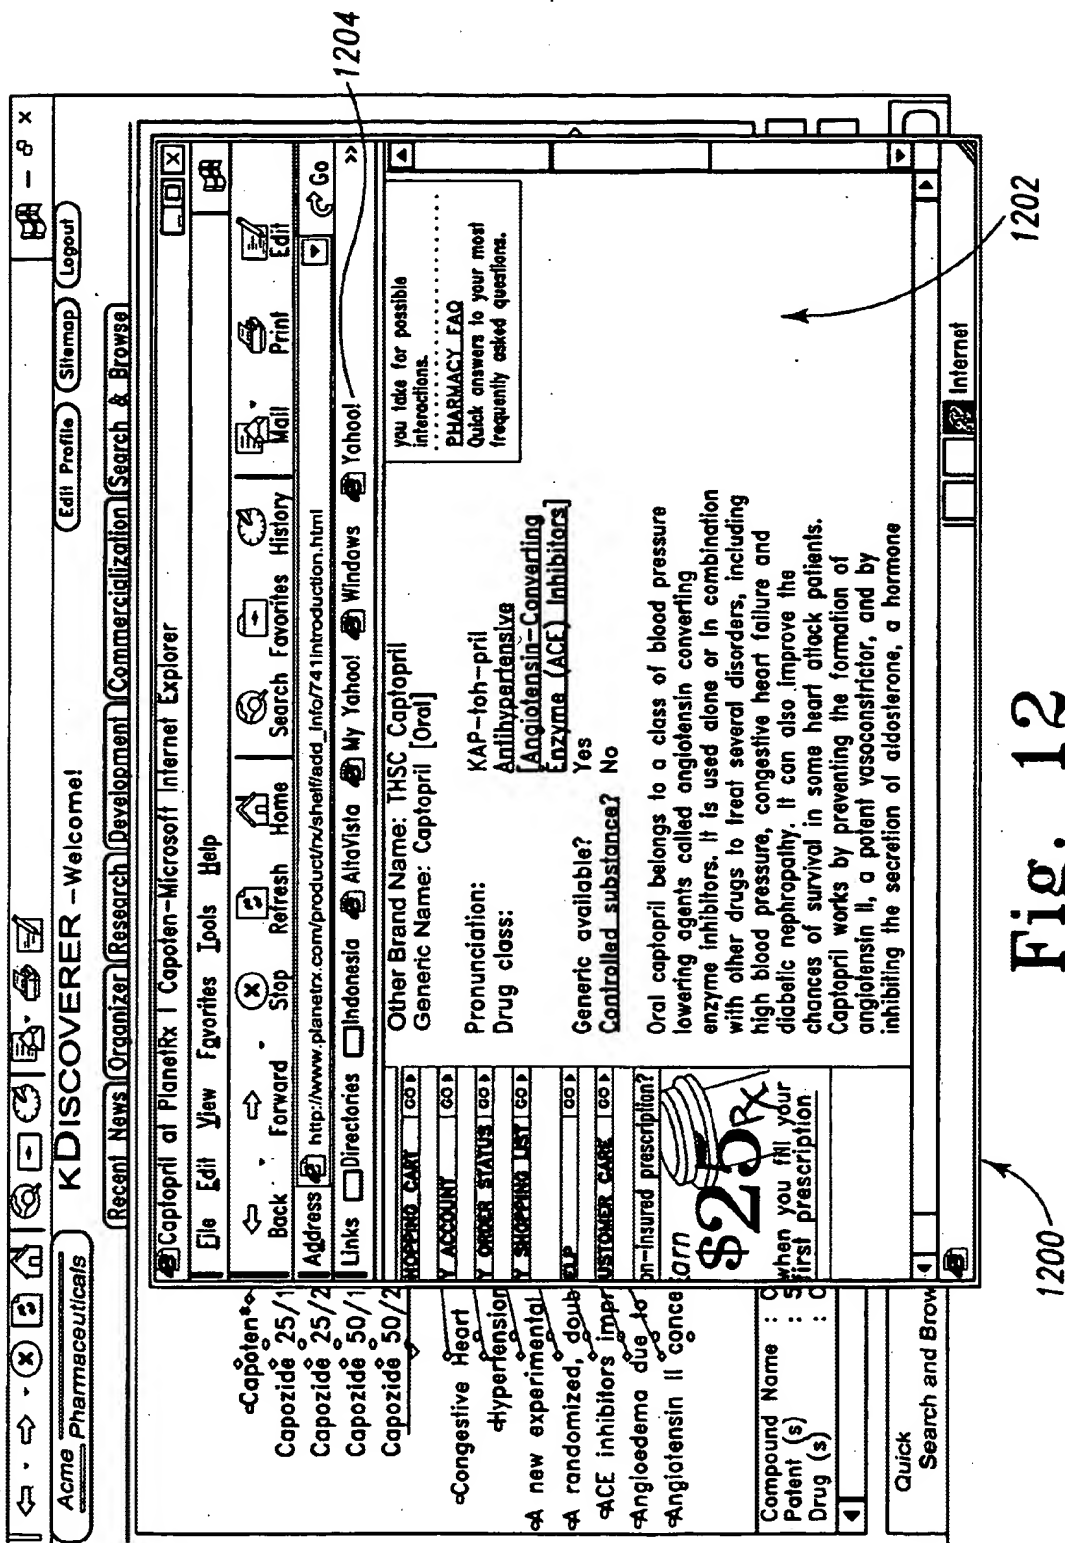 Acme
Pharmaceuticals
KDISCOVERER –Welcome!
Edit Profile Sitemap Logout
Recent News Organizer Research Development Commercialization Search & Browse
Captopril at PlanetRx | Capoten-Microsoft Internet Explorer
File Edit View Favorites Tools Help
Back Forward Stop Refresh Home Search Favorites History Mail Print Edit
Address http://www.planetrx.com/product/rx/shelf/add_info/741introduction.html Go
Links Directories Indonesia AltaVista My Yahoo! Windows Yahoo! >>
1204
Capoten*
Capozide 25/1
Capozide 25/2
Capozide 50/1
Capozide 50/2
Congestive Heart
Hypertension
A new experimental
A randomized, doub
ACE inhibitors impr
Angioedema due to
Angiotensin II conce
HOPPING CART GO
Y ACCOUNT GO
Y ORDER STATUS GO
Y SHOPPING LIST GO
ELP GO
USTOMER CARE GO
on-insured prescription?
Earn
$25 Rx
when you fill your
first prescription
Other Brand Name: THSC Captopril
Generic Name: Captopril [Oral]
Pronunciation: KAP-toh-pril
Drug class: Antihypertensive
[Angiotensin-Converting
Enzyme (ACE) Inhibitors]
Generic available? Yes
Controlled substance? No
Oral captopril belongs to a class of blood pressure
lowering agents called angiotensin converting
enzyme inhibitors. It is used alone or in combination
with other drugs to treat several disorders, including
high blood pressure, congestive heart failure and
diabetic nephropathy. It can also improve the
chances of survival in some heart attack patients.
Captopril works by preventing the formation of
angiotensin II, a potent vasoconstrictor, and by
inhibiting the secretion of aldosterone, a hormone
you take for possible
interactions.
PHARMACY FAQ
Quick answers to your most
frequently asked questions.
1202
Compound Name : C
Patent (s) : 5
Drug (s) : C
Internet
Quick
Search and Brow
1200
Fig. 12